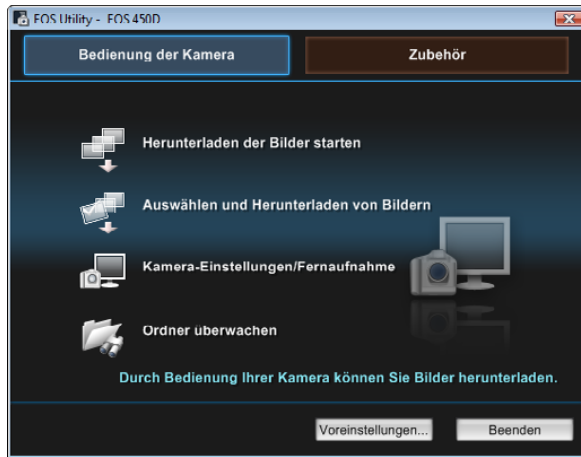 EOS Utility - EOS 450D
Bedienung der Kamera
Zubehör
Herunterladen der Bilder starten
Auswählen und Herunterladen von Bildern
Kamera-Einstellungen/Fernaufnahme
Ordner überwachen
Durch Bedienung Ihrer Kamera können Sie Bilder herunterladen.
Voreinstellungen...
Beenden